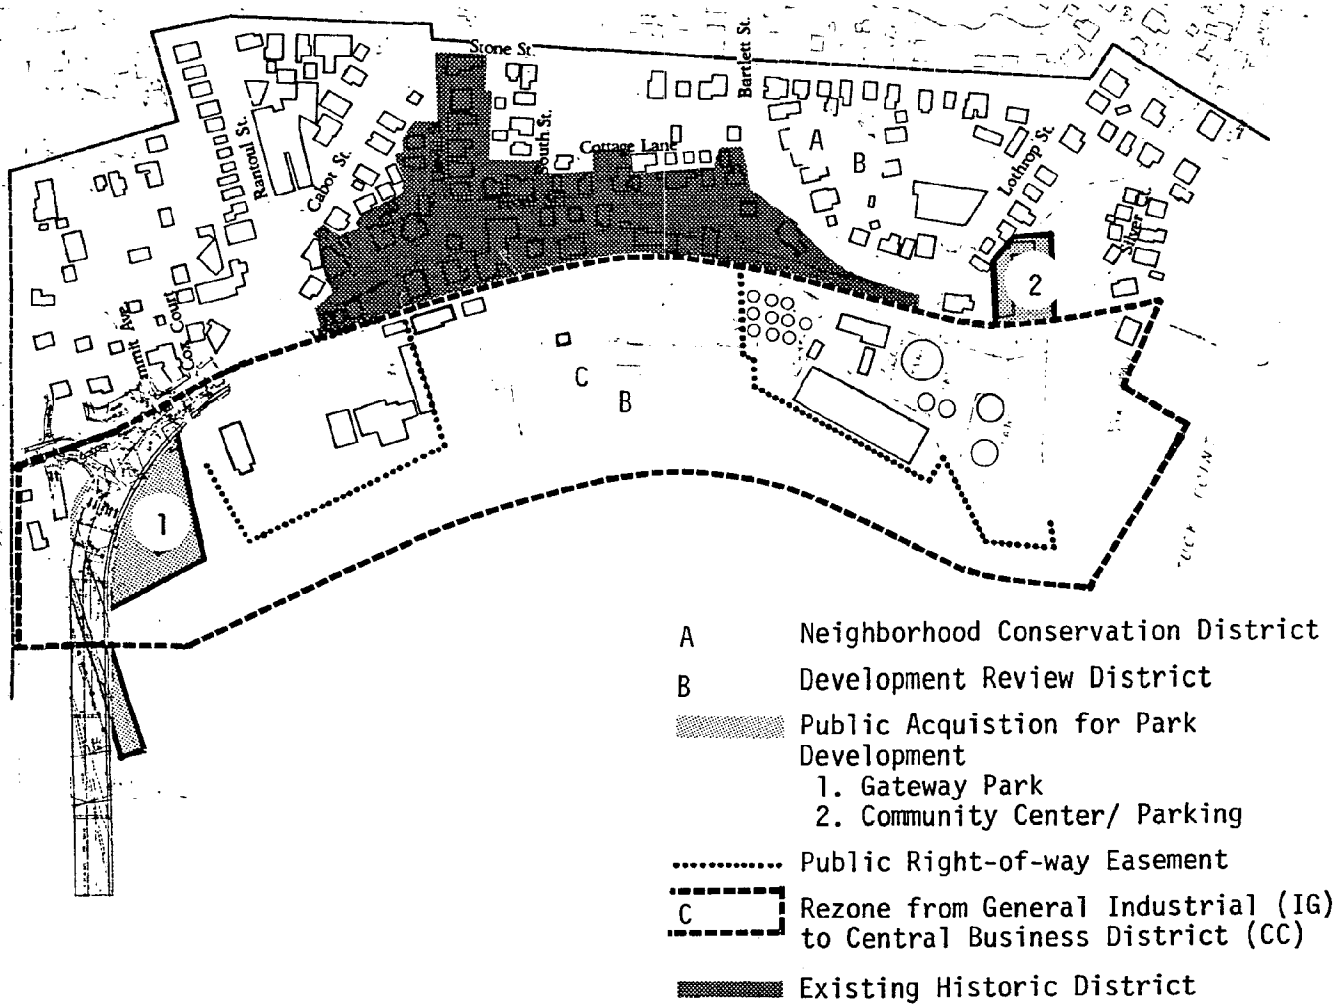 Stone St.
Bartlett St.
South St.
Cottage Lane
Rantoul St.
Cabot St.
Lothrop St.
A
B
Silver
2
Cox Court
C
B
1
A Neighborhood Conservation District
B Development Review District
Public Acquistion for Park
Development
1. Gateway Park
2. Community Center/ Parking
Public Right-of-way Easement
C Rezone from General Industrial (IG)
to Central Business District (CC)
Existing Historic District